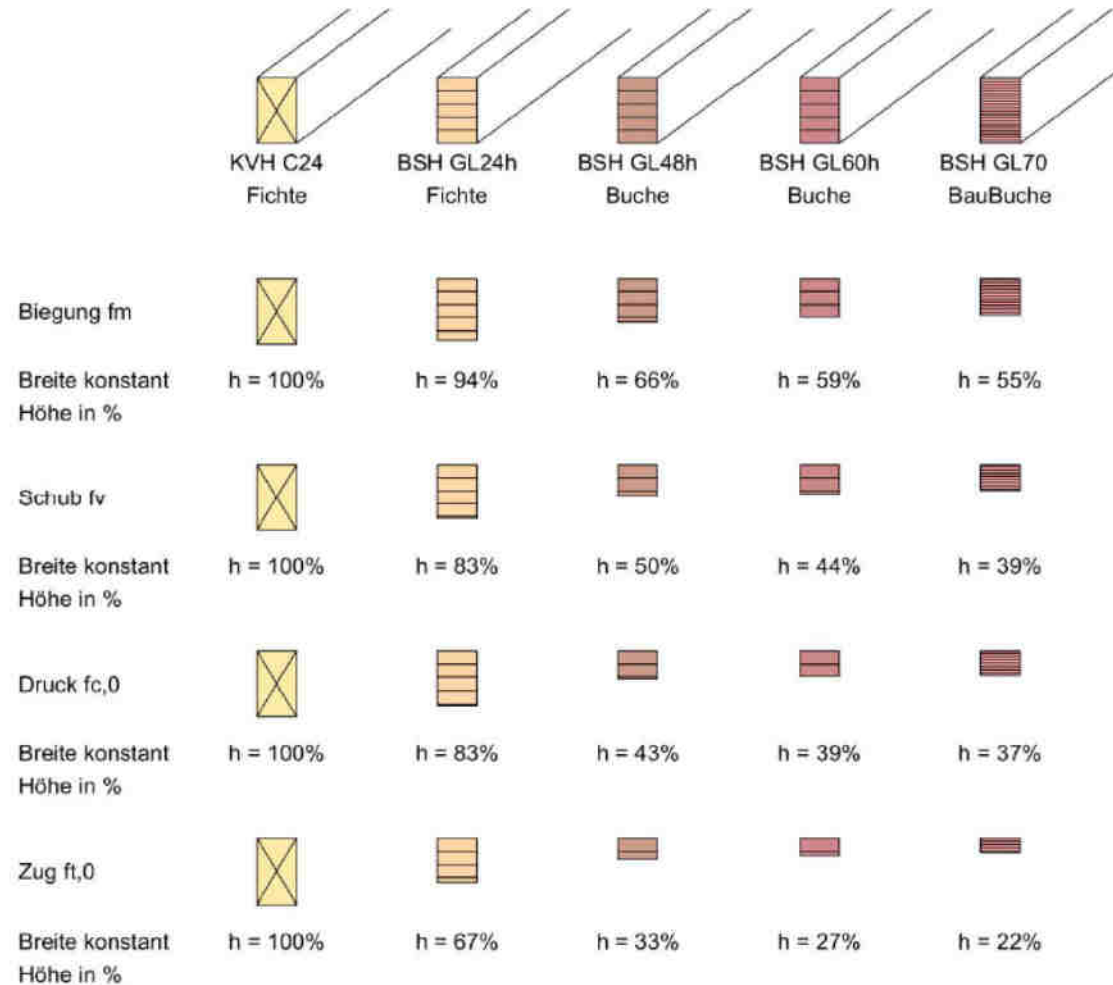 KVH C24 BSH GL24h BSH GL48h BSH GL60h BSH GL70
Fichte Fichte Buche Buche BauBuche
Biegung fm
Breite konstant h = 100% h = 94% h = 66% h = 59% h = 55%
Höhe in %
Schub fv
Breite konstant h = 100% h = 83% h = 50% h = 44% h = 39%
Höhe in %
Druck fc,0
Breite konstant h = 100% h = 83% h = 43% h = 39% h = 37%
Höhe in %
Zug ft,0
Breite konstant h = 100% h = 67% h = 33% h = 27% h = 22%
Höhe in %